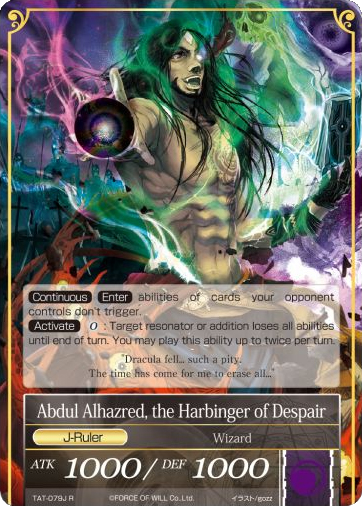 Continuous Enter abilities of cards your opponent
controls don't trigger.
Activate 0 : Target resonator or addition loses all abilities
until end of turn. You may play this ability up to twice per turn.
"Dracula fell... such a pity.
The time has come for me to erase all..."
Abdul Alhazred, the Harbinger of Despair
J-Ruler Wizard
ATK 1000 / DEF 1000
TAT-079J R ©FORCE OF WILL Co.,Ltd. イラスト/gozz